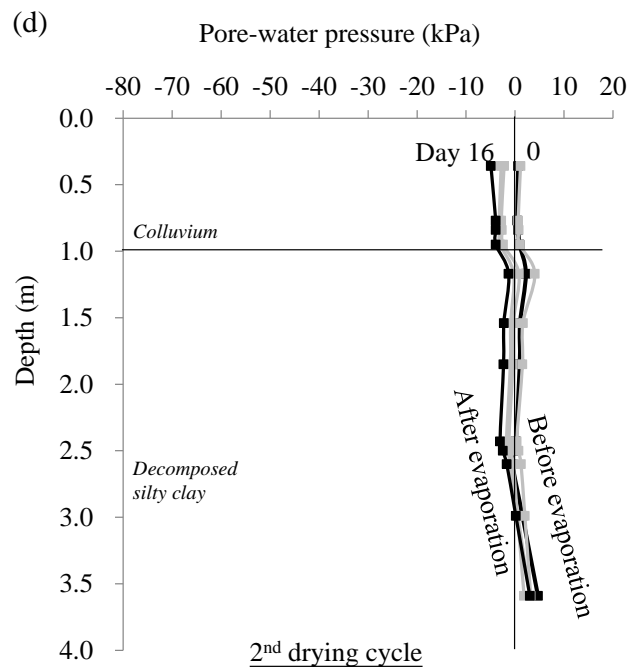 (d)
Pore-water pressure (kPa)
-80 -70 -60 -50 -40 -30 -20 -10 0 10 20
0.0
Day 16 0
0.5
Colluvium
1.0
1.5
Depth (m)
2.0
After evaporation
Before evaporation
2.5
Decomposed
silty clay
3.0
3.5
4.0
2nd drying cycle